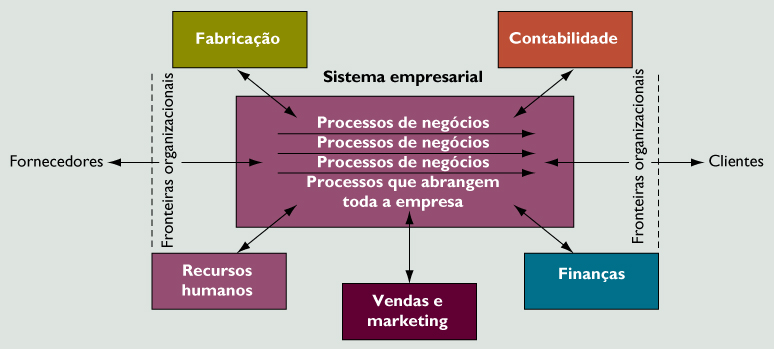 Fabricação
Contabilidade
Sistema empresarial
Fronteiras organizacionais
Fronteiras organizacionais
Processos de negócios
Processos de negócios
Processos de negócios
Processos que abrangem
toda a empresa
Fornecedores
Clientes
Recursos
humanos
Vendas e
marketing
Finanças